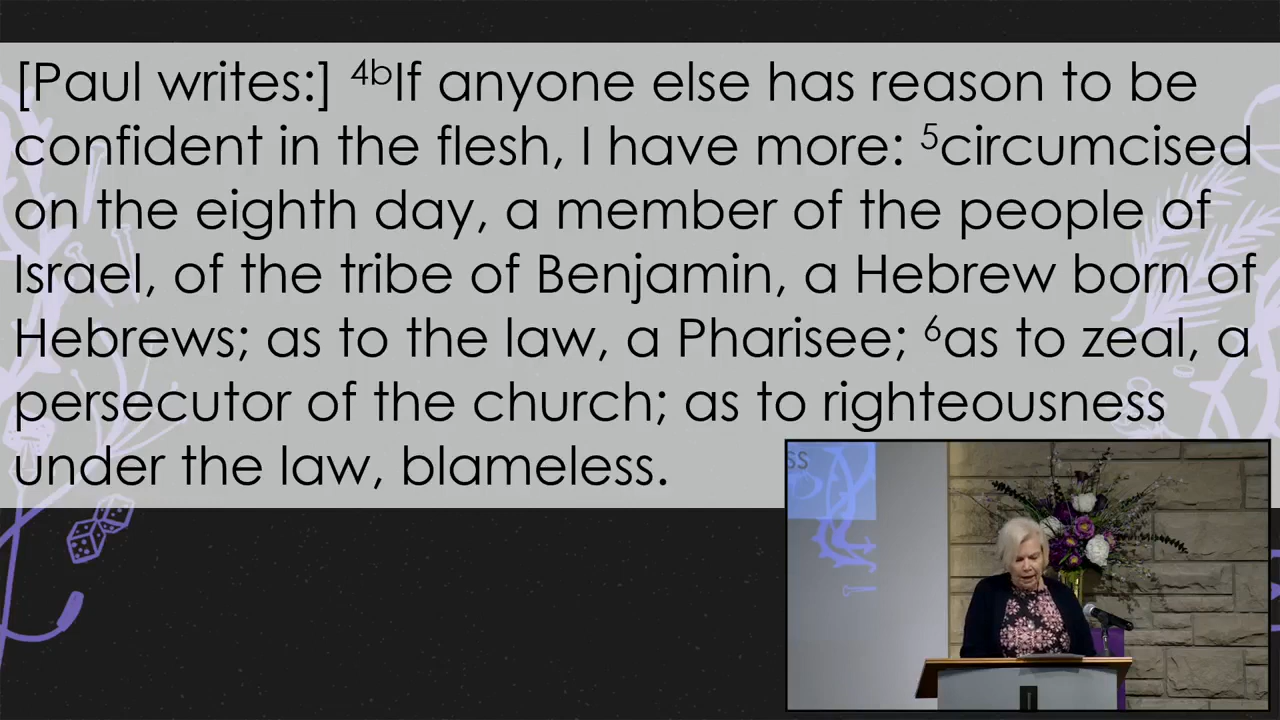 [Paul writes:] 4bIf anyone else has reason to be
confident in the flesh, I have more: 5circumcised
on the eighth day, a member of the people of
Israel, of the tribe of Benjamin, a Hebrew born of
Hebrews; as to the law, a Pharisee; 6as to zeal, a
persecutor of the church; as to righteousness
under the law, blameless.
SS